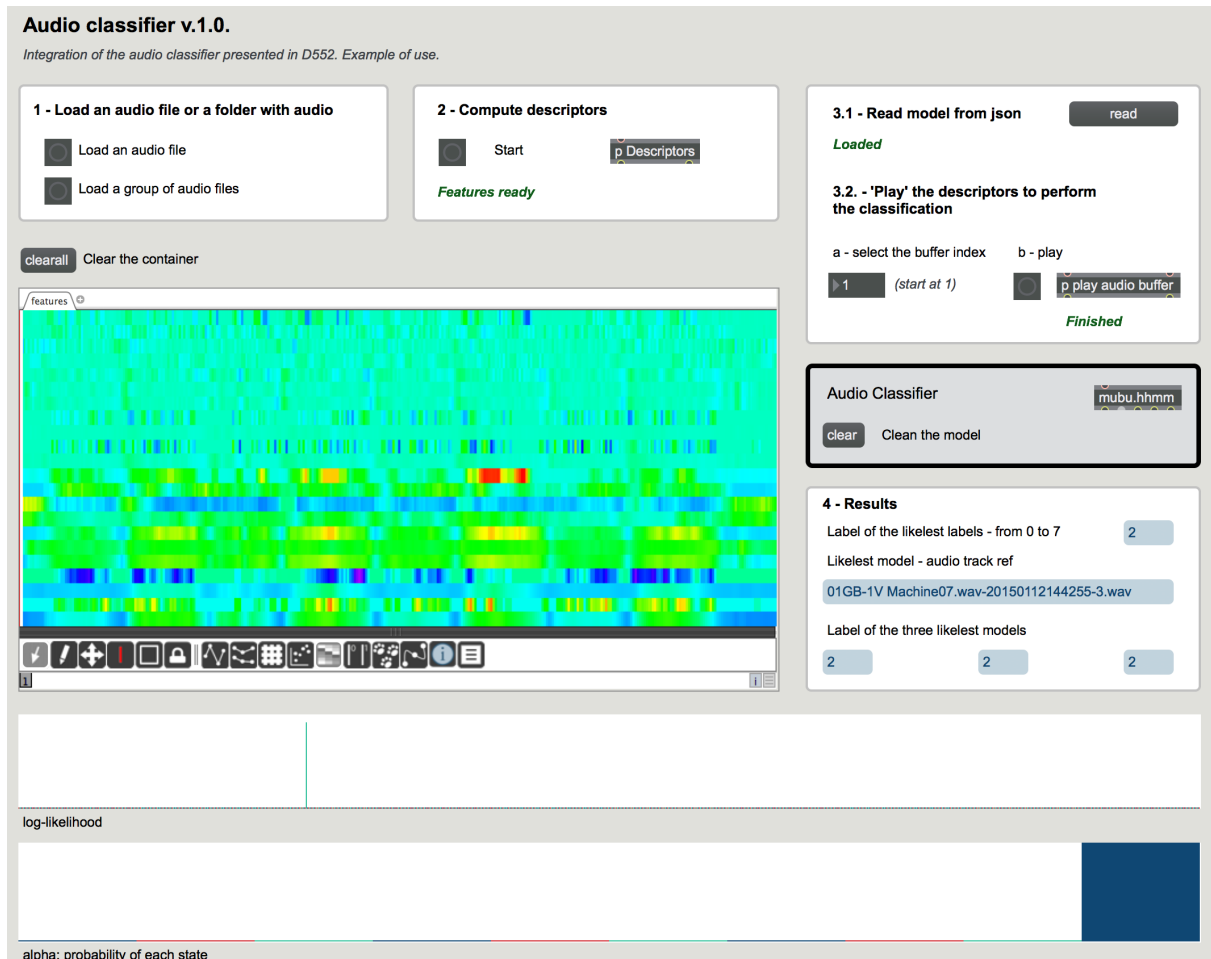 Audio classifier v.1.0.
Integration of the audio classifier presented in D552. Example of use.
1 - Load an audio file or a folder with audio
Load an audio file
Load a group of audio files
2 - Compute descriptors
Start
p Descriptors
Features ready
3.1 - Read model from json
read
Loaded
3.2. - 'Play' the descriptors to perform
the classification
a - select the buffer index
b - play
1
(start at 1)
p play audio buffer
Finished
clearall
Clear the container
features
Audio Classifier
mubu.hhmm
clear
Clean the model
4 - Results
Label of the likelest labels - from 0 to 7
2
Likelest model - audio track ref
01GB-1V Machine07.wav-20150112144255-3.wav
Label of the three likelest models
2
2
2
1
i
log-likelihood
alpha: probability of each state